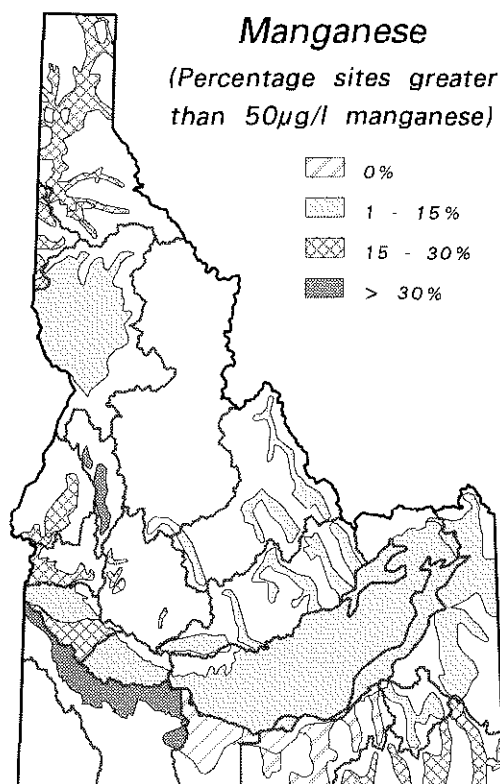 Manganese
(Percentage sites greater
than 50µg/l manganese)
0%
1 - 15%
15 - 30%
> 30%